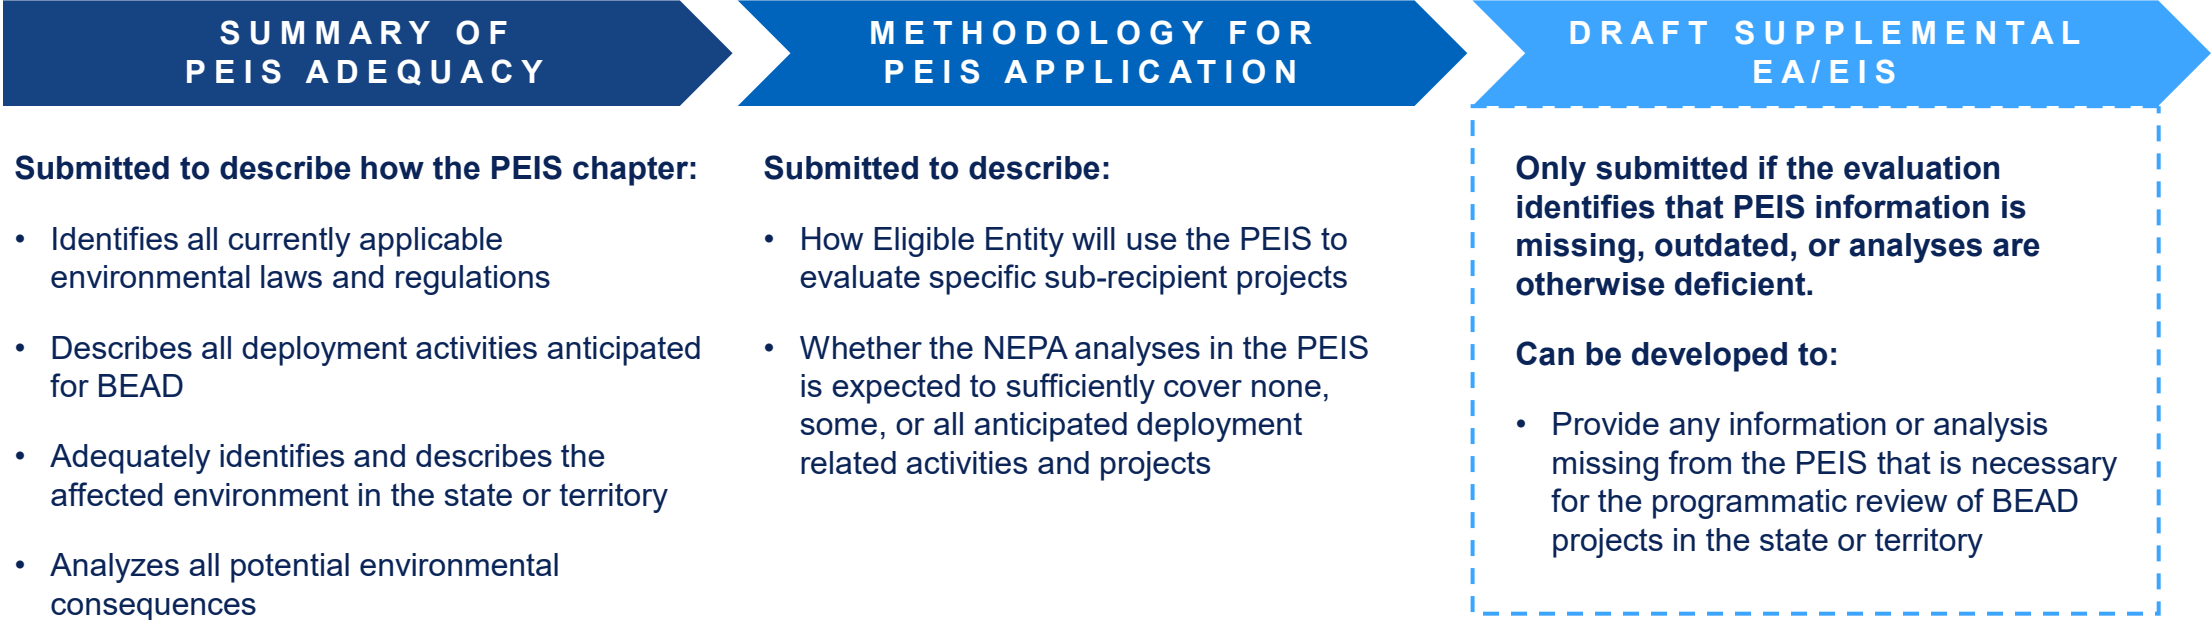 SUMMARY OF
PEIS ADEQUACY
Submitted to describe how the PEIS chapter:
• Identifies all currently applicable
environmental laws and regulations
• Describes all deployment activities anticipated
for BEAD
• Adequately identifies and describes the
affected environment in the state or territory
• Analyzes all potential environmental
consequences
METHODOLOGY FOR
PEIS APPLICATION
Submitted to describe:
• How Eligible Entity will use the PEIS to
evaluate specific sub-recipient projects
• Whether the NEPA analyses in the PEIS
is expected to sufficiently cover none,
some, or all anticipated deployment
related activities and projects
DRAFT SUPPLEMENTAL
EA/EIS
Only submitted if the evaluation
identifies that PEIS information is
missing, outdated, or analyses are
otherwise deficient.
Can be developed to:
• Provide any information or analysis
missing from the PEIS that is necessary
for the programmatic review of BEAD
projects in the state or territory